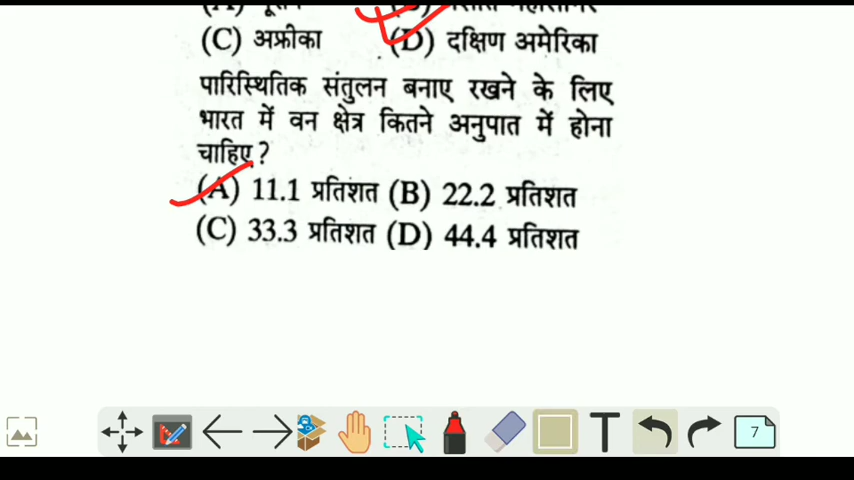 (C) अफ्रीका (D) दक्षिण अमेरिका
पारिस्थितिक संतुलन बनाए रखने के लिए
भारत में वन क्षेत्र कितने अनुपात में होना
चाहिए?
(A) 11.1 प्रतिशत (B) 22.2 प्रतिशत
(C) 33.3 प्रतिशत (D) 44.4 प्रतिशत
T
7